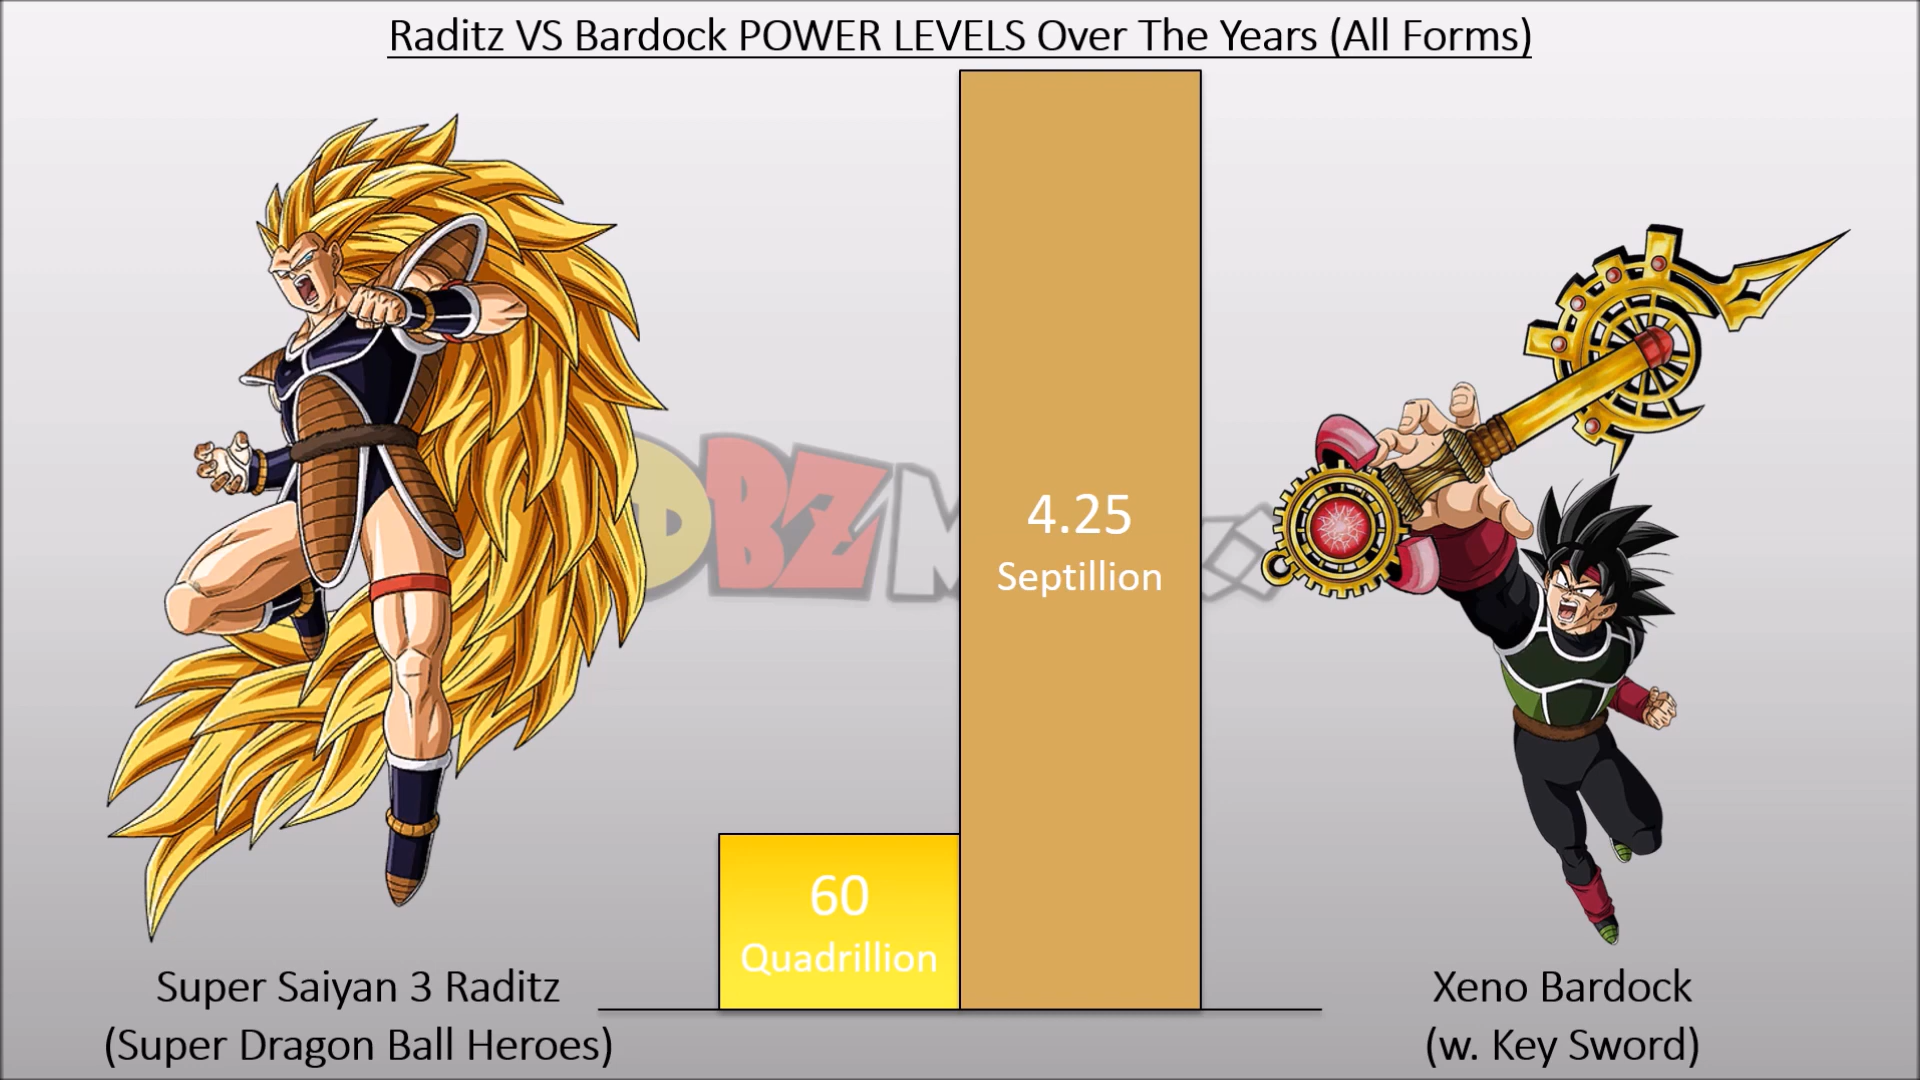 Raditz VS Bardock POWER LEVELS Over The Years (All Forms)
4.25
Septillion
60
Quadrillion
Super Saiyan 3 Raditz
(Super Dragon Ball Heroes)
Xeno Bardock
(w. Key Sword)
DBZ